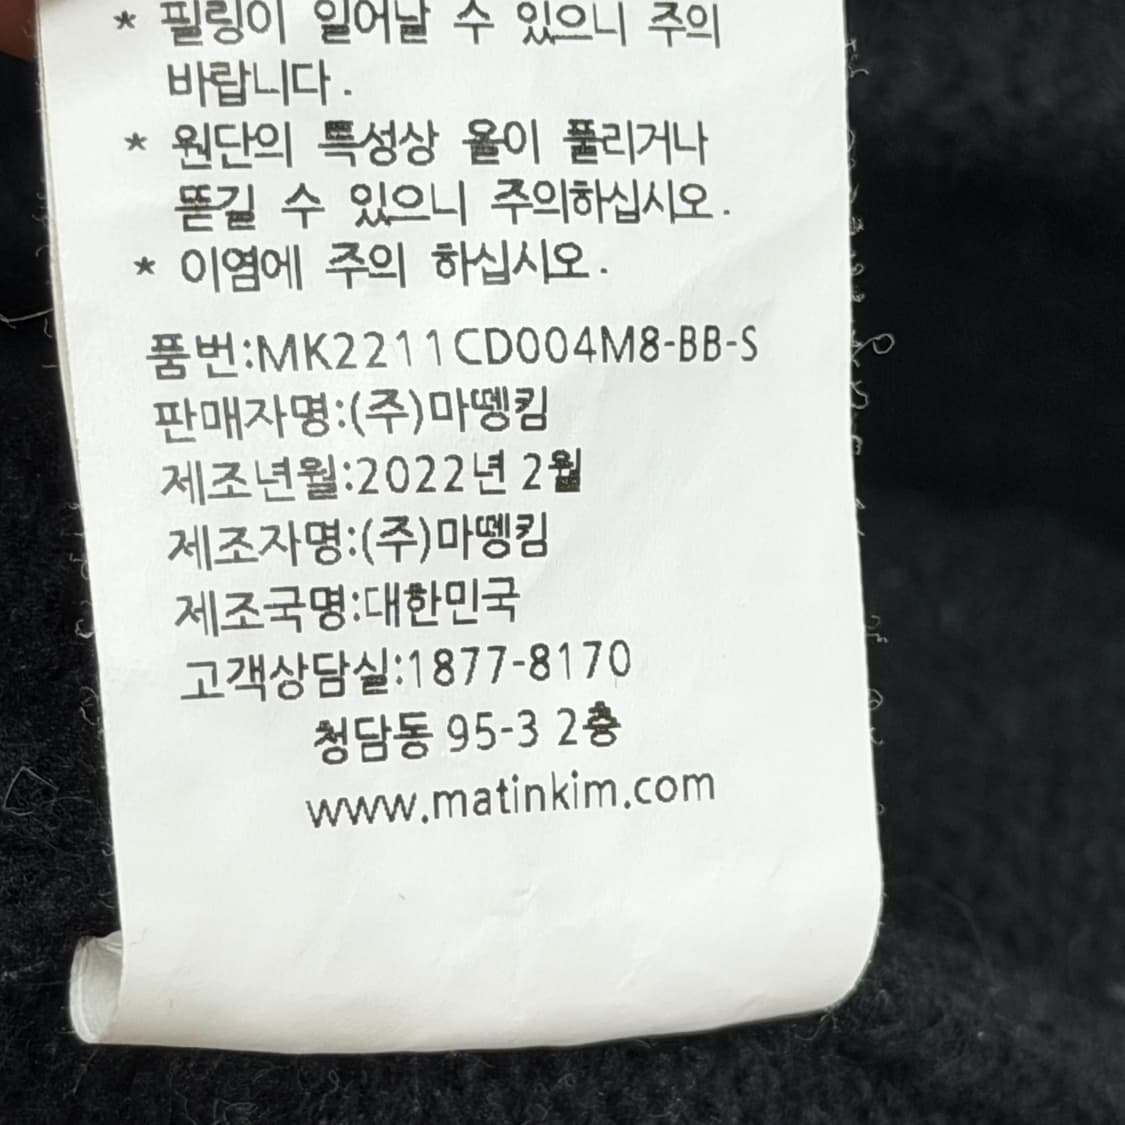 * 필링이 일어날 수 있으니 주의
바랍니다.
* 원단의 특성상 올이 풀리거나
뜯길 수 있으니 주의하십시오.
* 이염에 주의 하십시오.
품번:MK2211CD004M8-BB-S
판매자명:(주)마뗑킴
제조년월:2022년 2월
제조자명:(주)마뗑킴
제조국명:대한민국
고객상담실:1877-8170
청담동 95-3 2층
www.matinkim.com